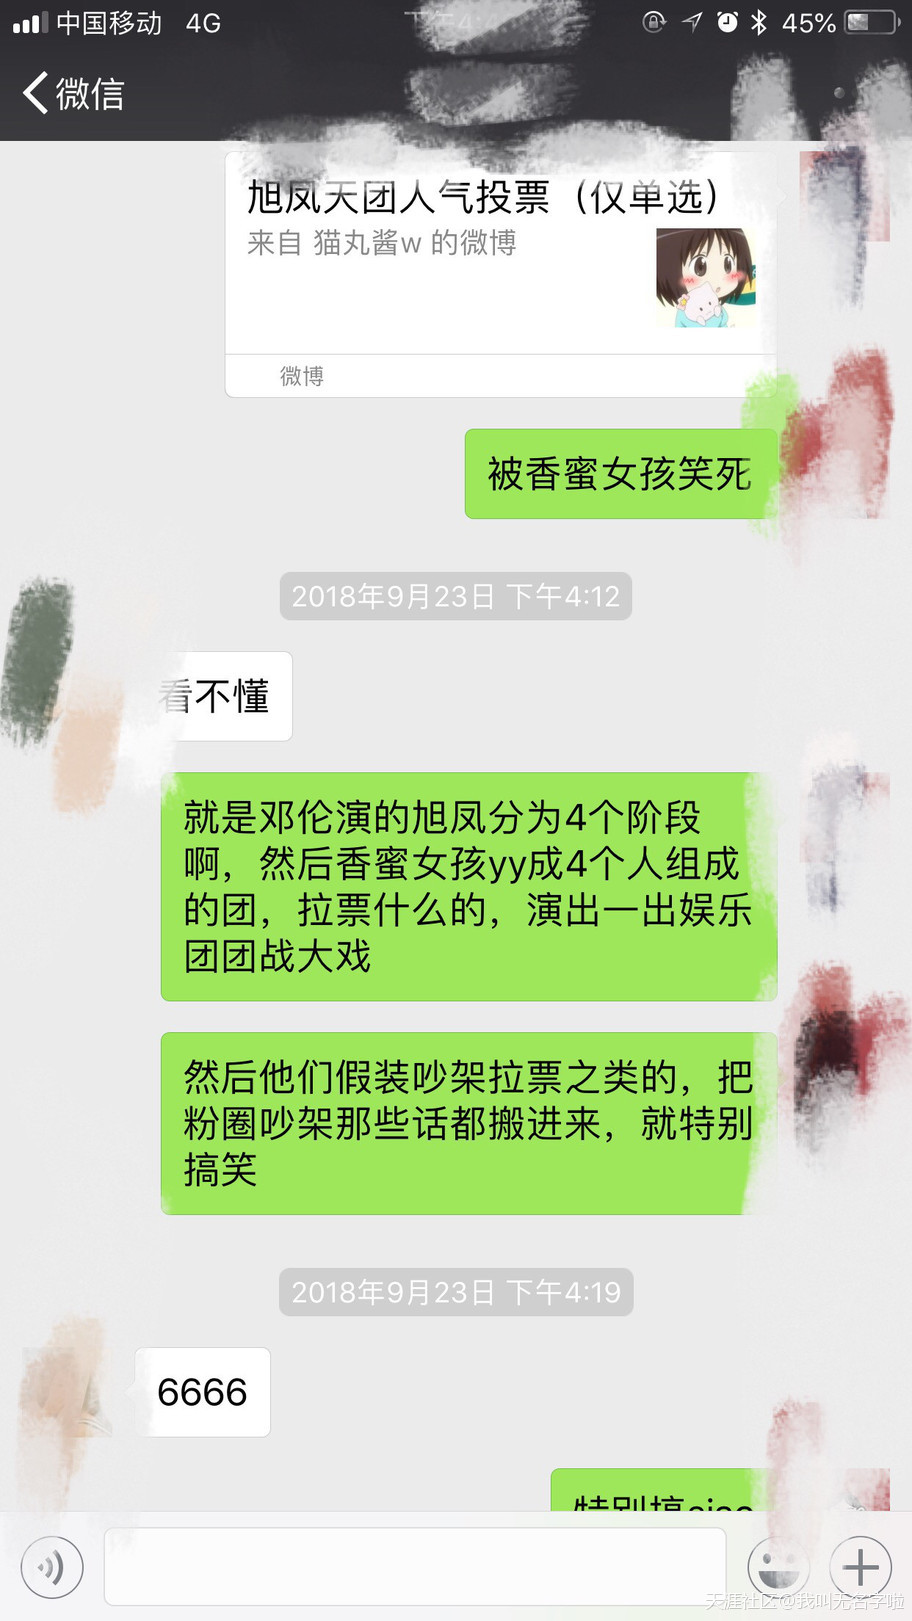 中国移动 4G
45%
微信
旭凤天团人气投票（仅单选）
来自 猫丸酱w 的微博
微博
被香蜜女孩笑死
2018年9月23日 下午4:12
看不懂
就是邓伦演的旭凤分为4个阶段
啊，然后香蜜女孩yy成4个人组成
的团，拉票什么的，演出一出娱乐
团团战大戏
然后他们假装吵架拉票之类的，把
粉圈吵架那些话都搬进来，就特别
搞笑
2018年9月23日 下午4:19
6666
特别搞
天涯社区@我叫无名字啦